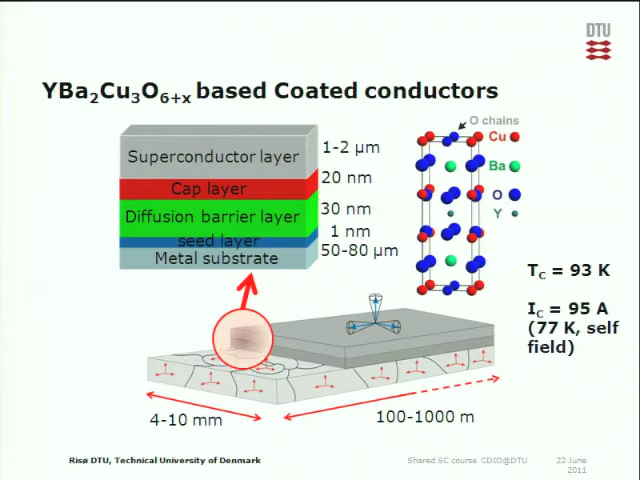 DTU
YBa2Cu3O6+x based Coated conductors
Superconductor layer
1-2 µm
Cap layer
20 nm
Diffusion barrier layer
30 nm
seed layer
1 nm
Metal substrate
50-80 µm
O chains
Cu
Ba
O
Y
TC = 93 K
IC = 95 A
(77 K, self
field)
4-10 mm
100-1000 m
Risø DTU, Technical University of Denmark
Shared SC course CDIO@DTU
22 June
2011